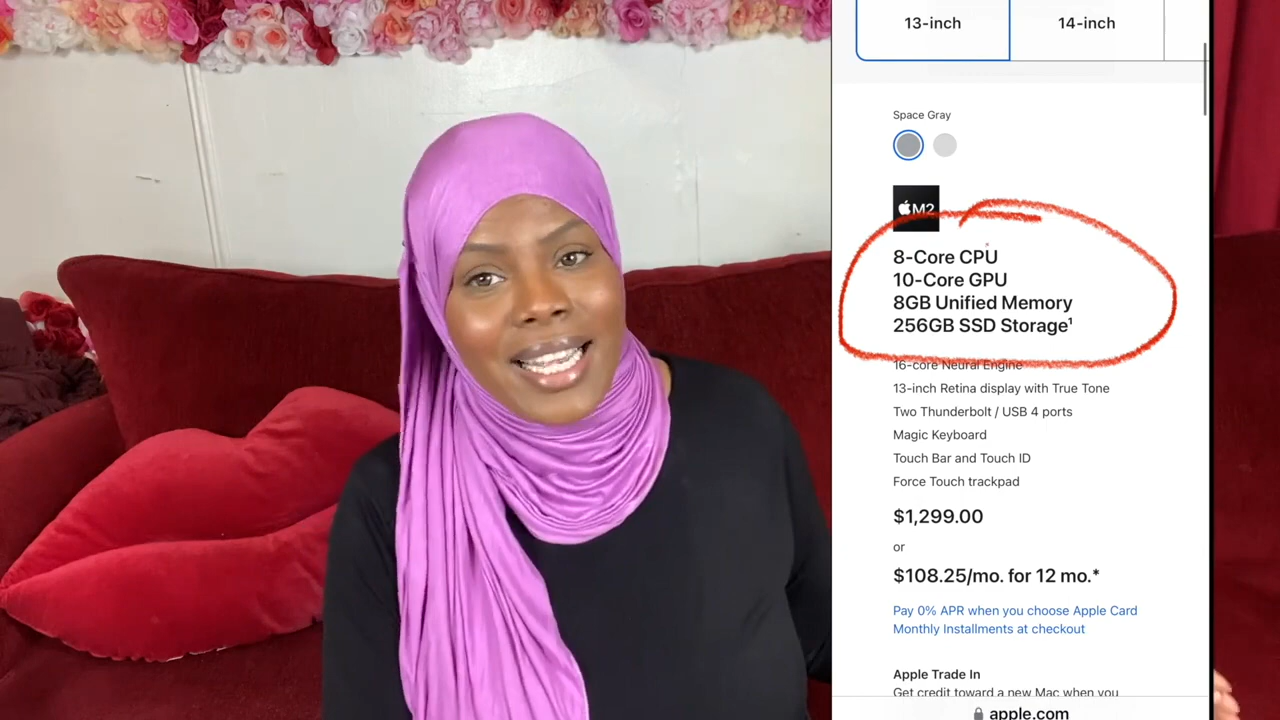 13-inch
14-inch
Space Gray
M2
8-Core CPU
10-Core GPU
8GB Unified Memory
256GB SSD Storage¹
16-core Neural Engine
13-inch Retina display with True Tone
Two Thunderbolt / USB 4 ports
Magic Keyboard
Touch Bar and Touch ID
Force Touch trackpad
$1,299.00
or
$108.25/mo. for 12 mo.*
Pay 0% APR when you choose Apple Card
Monthly Installments at checkout
Apple Trade In
Get credit toward a new Mac when you
apple.com